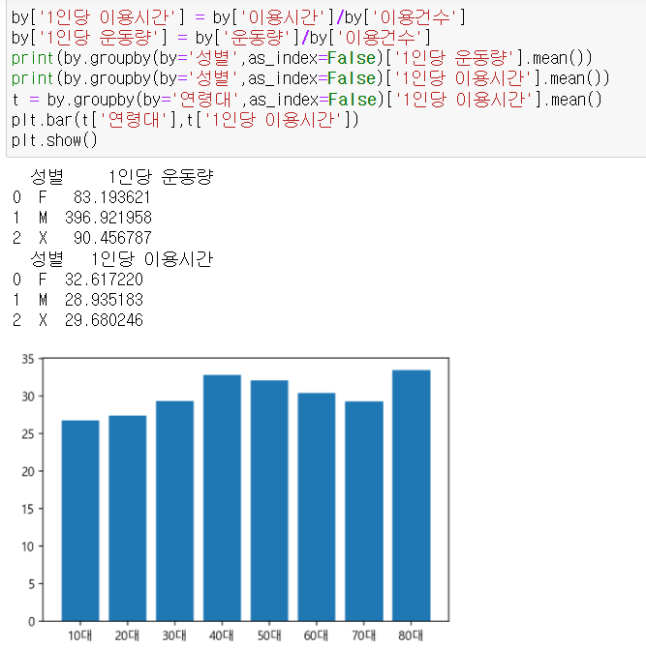 by['1인당 이용시간'] = by['이용시간']/by['이용건수']
by['1인당 운동량'] = by['운동량']/by['이용건수']
print(by.groupby(by='성별',as_index=False)['1인당 운동량'].mean())
print(by.groupby(by='성별',as_index=False)['1인당 이용시간'].mean())
t = by.groupby(by='연령대',as_index=False)['1인당 이용시간'].mean()
plt.bar(t['연령대'],t['1인당 이용시간'])
plt.show()
성별 1인당 운동량
0 F 83.193621
1 M 396.921958
2 X 90.456787
성별 1인당 이용시간
0 F 32.617220
1 M 28.935183
2 X 29.680246
35
30
25
20
15
10
5
0
10대 20대 30대 40대 50대 60대 70대 80대